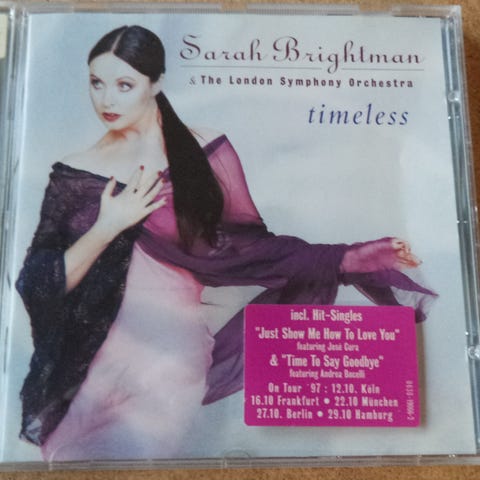 Sarah Brightman
& The London Symphony Orchestra
timeless
incl. Hit-Singles
"Just Show Me How To Love You"
featuring José Cura
& "Time To Say Goodbye"
featuring Andrea Bocelli
On Tour '97 : 12.10. Köln
16.10 Frankfurt • 22.10 München
27.10. Berlin • 29.10 Hamburg